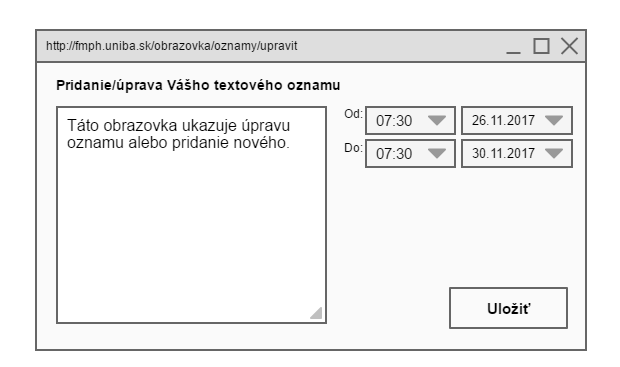 http://fmph.uniba.sk/obrazovka/oznamy/upravit
Pridanie/úprava Vášho textového oznamu
Táto obrazovka ukazuje úpravu
oznamu alebo pridanie nového.
Od: 07:30 26.11.2017
Do: 07:30 30.11.2017
Uložiť